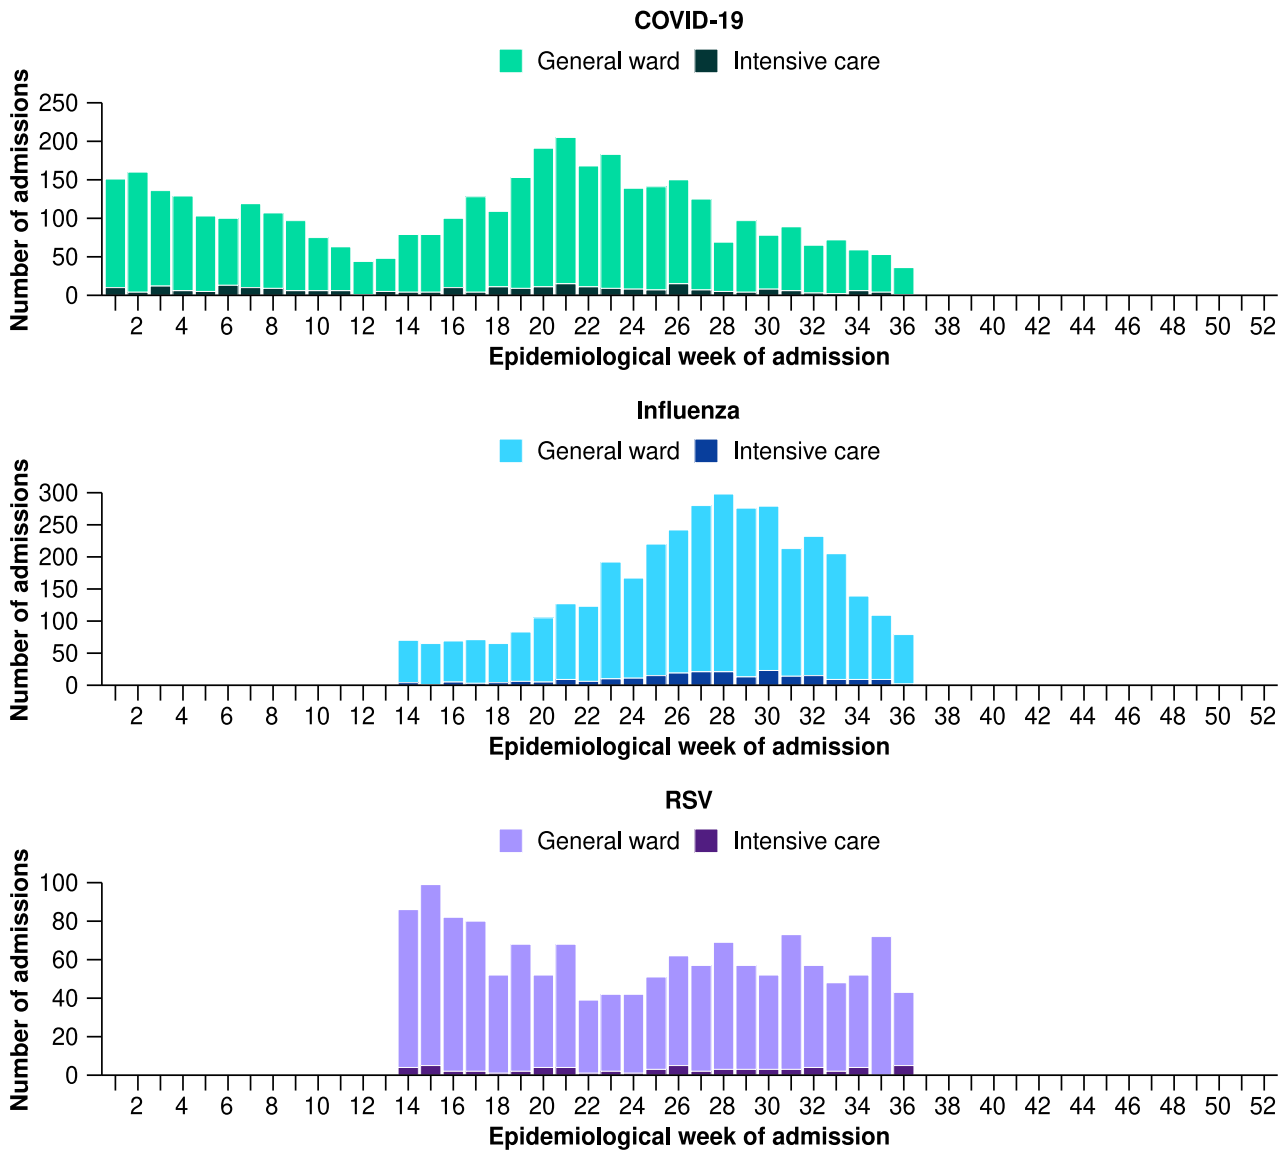 COVID-19
General ward Intensive care
Number of admissions
250
200
150
100
50
0
2 4 6 8 10 12 14 16 18 20 22 24 26 28 30 32 34 36 38 40 42 44 46 48 50 52
Epidemiological week of admission
Influenza
General ward Intensive care
Number of admissions
300
250
200
150
100
50
0
2 4 6 8 10 12 14 16 18 20 22 24 26 28 30 32 34 36 38 40 42 44 46 48 50 52
Epidemiological week of admission
RSV
General ward Intensive care
Number of admissions
100
80
60
40
20
0
2 4 6 8 10 12 14 16 18 20 22 24 26 28 30 32 34 36 38 40 42 44 46 48 50 52
Epidemiological week of admission